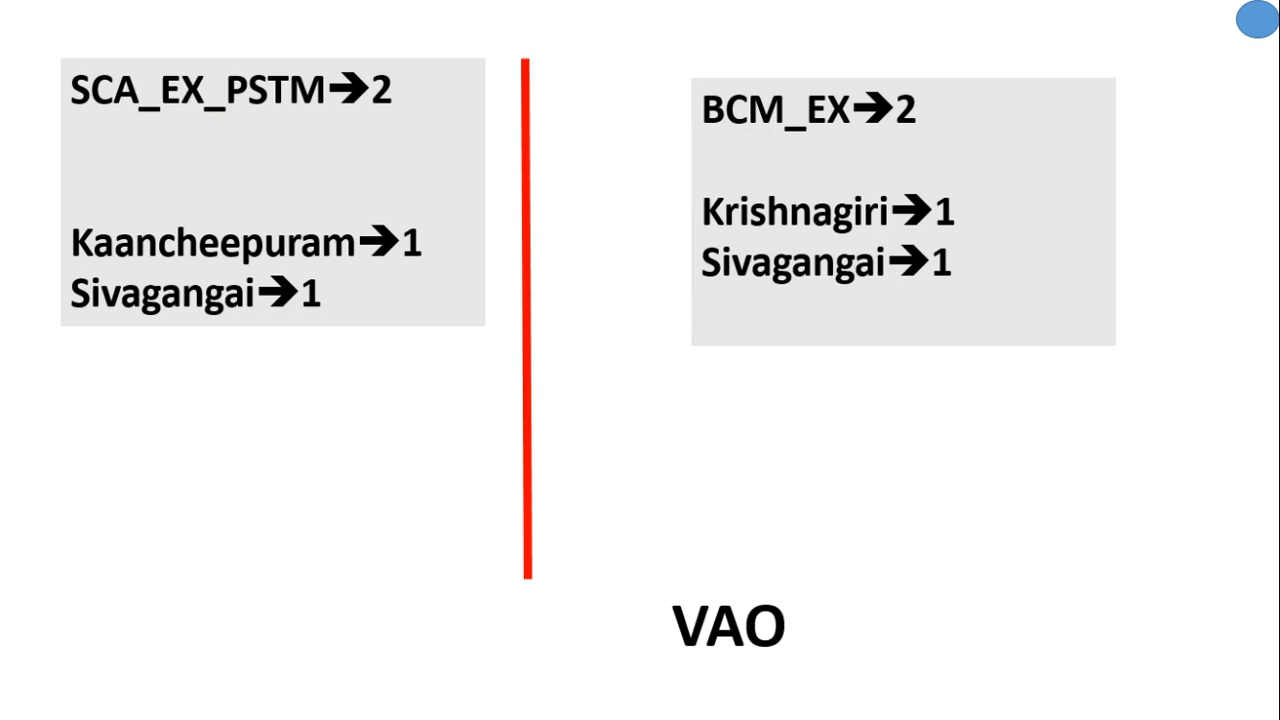 SCA_EX_PSTM🡺2
Kaancheepuram🡺1
Sivagangai🡺1
BCM_EX🡺2
Krishnagiri🡺1
Sivagangai🡺1
VAO